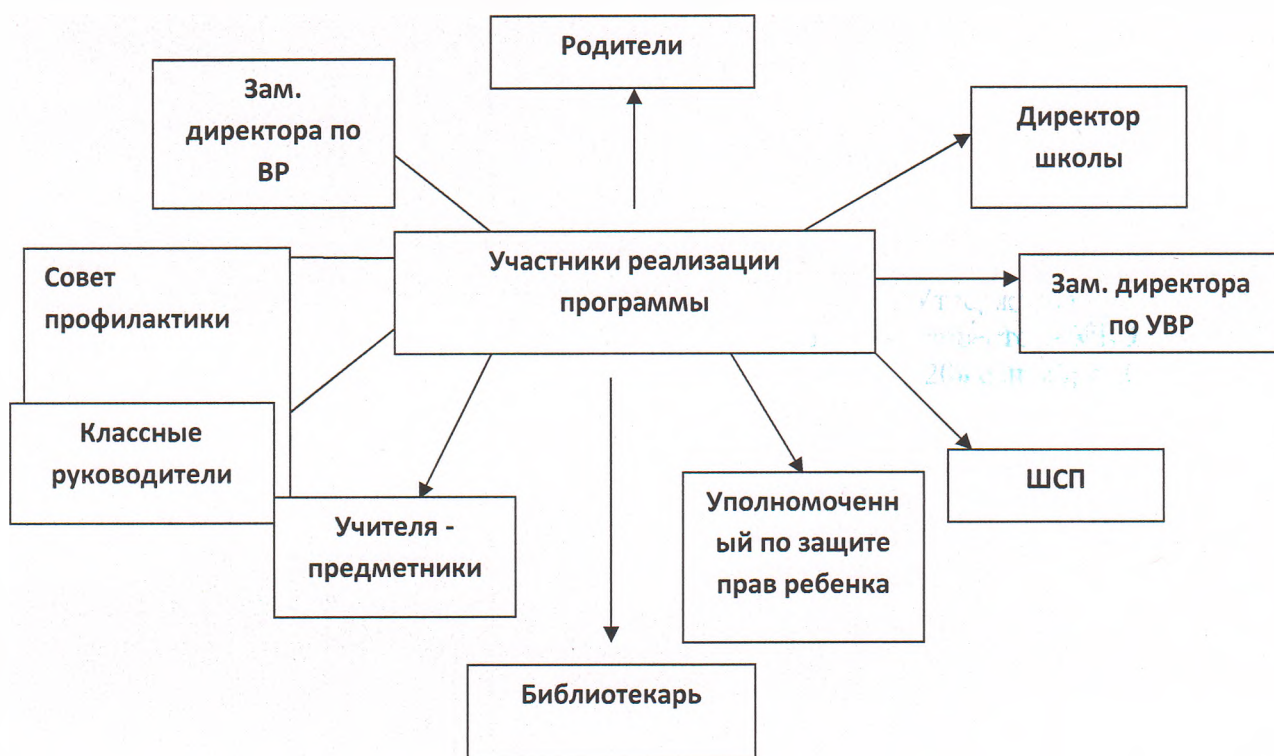 Родители
Зам.
директора по
ВР
Директор
школы
Участники реализации
программы
Совет
профилактики
Зам. директора
по УВР
Классные
руководители
Учителя -
предметники
Уполномоченн
ый по защите
прав ребенка
ШСП
Библиотекарь